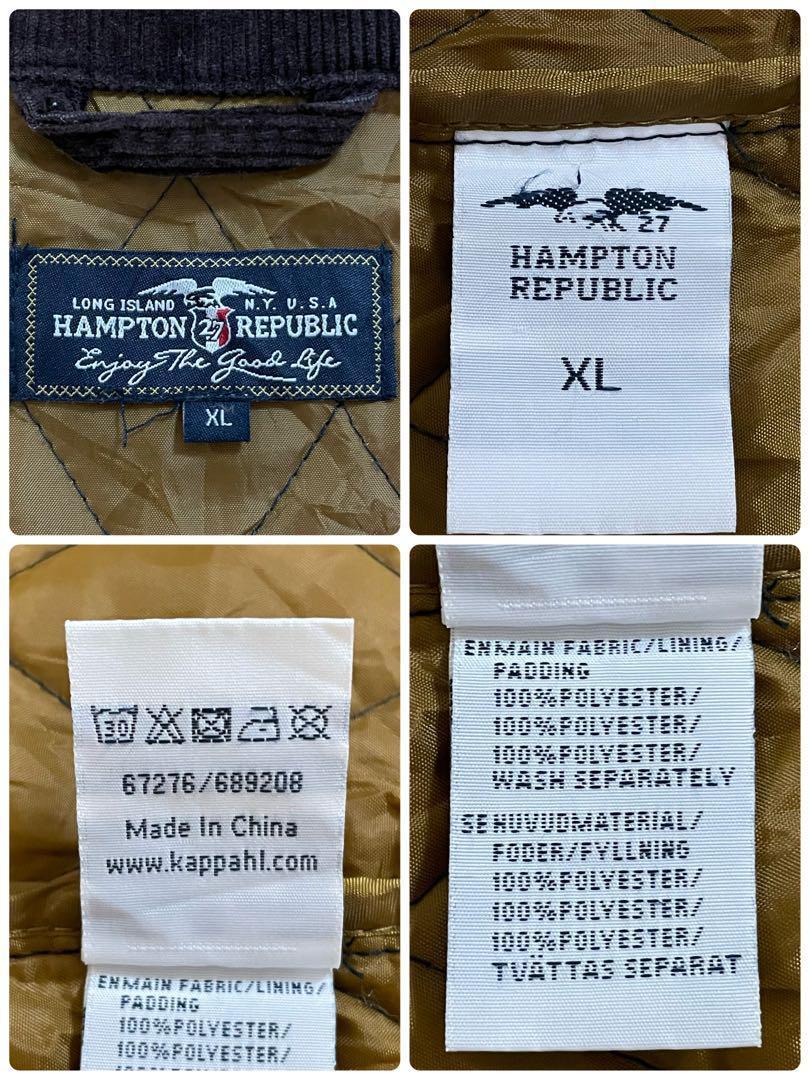 LONG ISLAND N.Y. U.S.A
HAMPTON 27 REPUBLIC
Enjoy The Good Life
XL
27
HAMPTON
REPUBLIC
XL
30
67276/689208
Made In China
www.kappahl.com
ENMAIN FABRIC/LINING/
PADDING
100%POLYESTER/
100%POLYESTER/
ENMAIN FABRIC/LINING/
PADDING
100%POLYESTER/
100%POLYESTER/
100%POLYESTER/
WASH SEPARATELY
SEHUVUDMATERIAL/
FODER/FYLLNING
100%POLYESTER/
100%POLYESTER/
100%POLYESTER/
TVÄTTAS SEPARAT